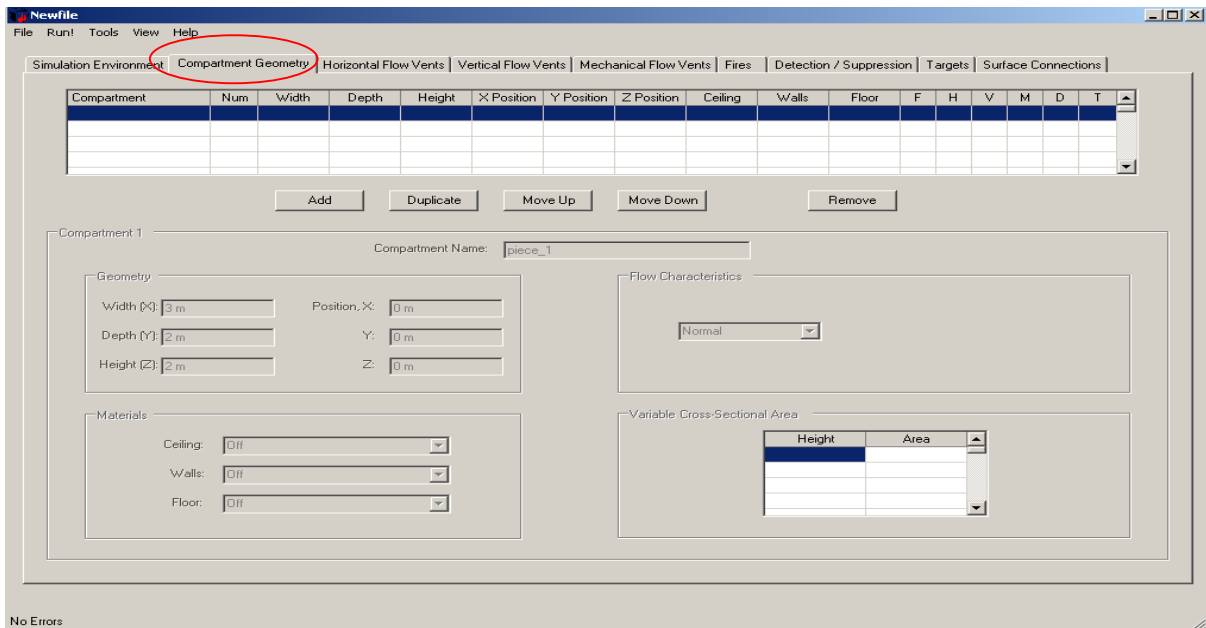 Newfile
File Run! Tools View Help
Simulation Environment Compartment Geometry Horizontal Flow Vents Vertical Flow Vents Mechanical Flow Vents Fires Detection / Suppression Targets Surface Connections
Compartment Num Width Depth Height X Position Y Position Z Position Ceiling Walls Floor F H V M D T
Add Duplicate Move Up Move Down Remove
Compartment 1
Compartment Name: piece_1
Geometry Flow Characteristics
Width (X): 3 m Position, X: 0 m
Normal
Depth (Y): 2 m Y: 0 m
Height (Z): 2 m Z: 0 m
Materials Variable Cross-Sectional Area
Ceiling: Off Height Area
Walls: Off
Floor: Off
No Errors